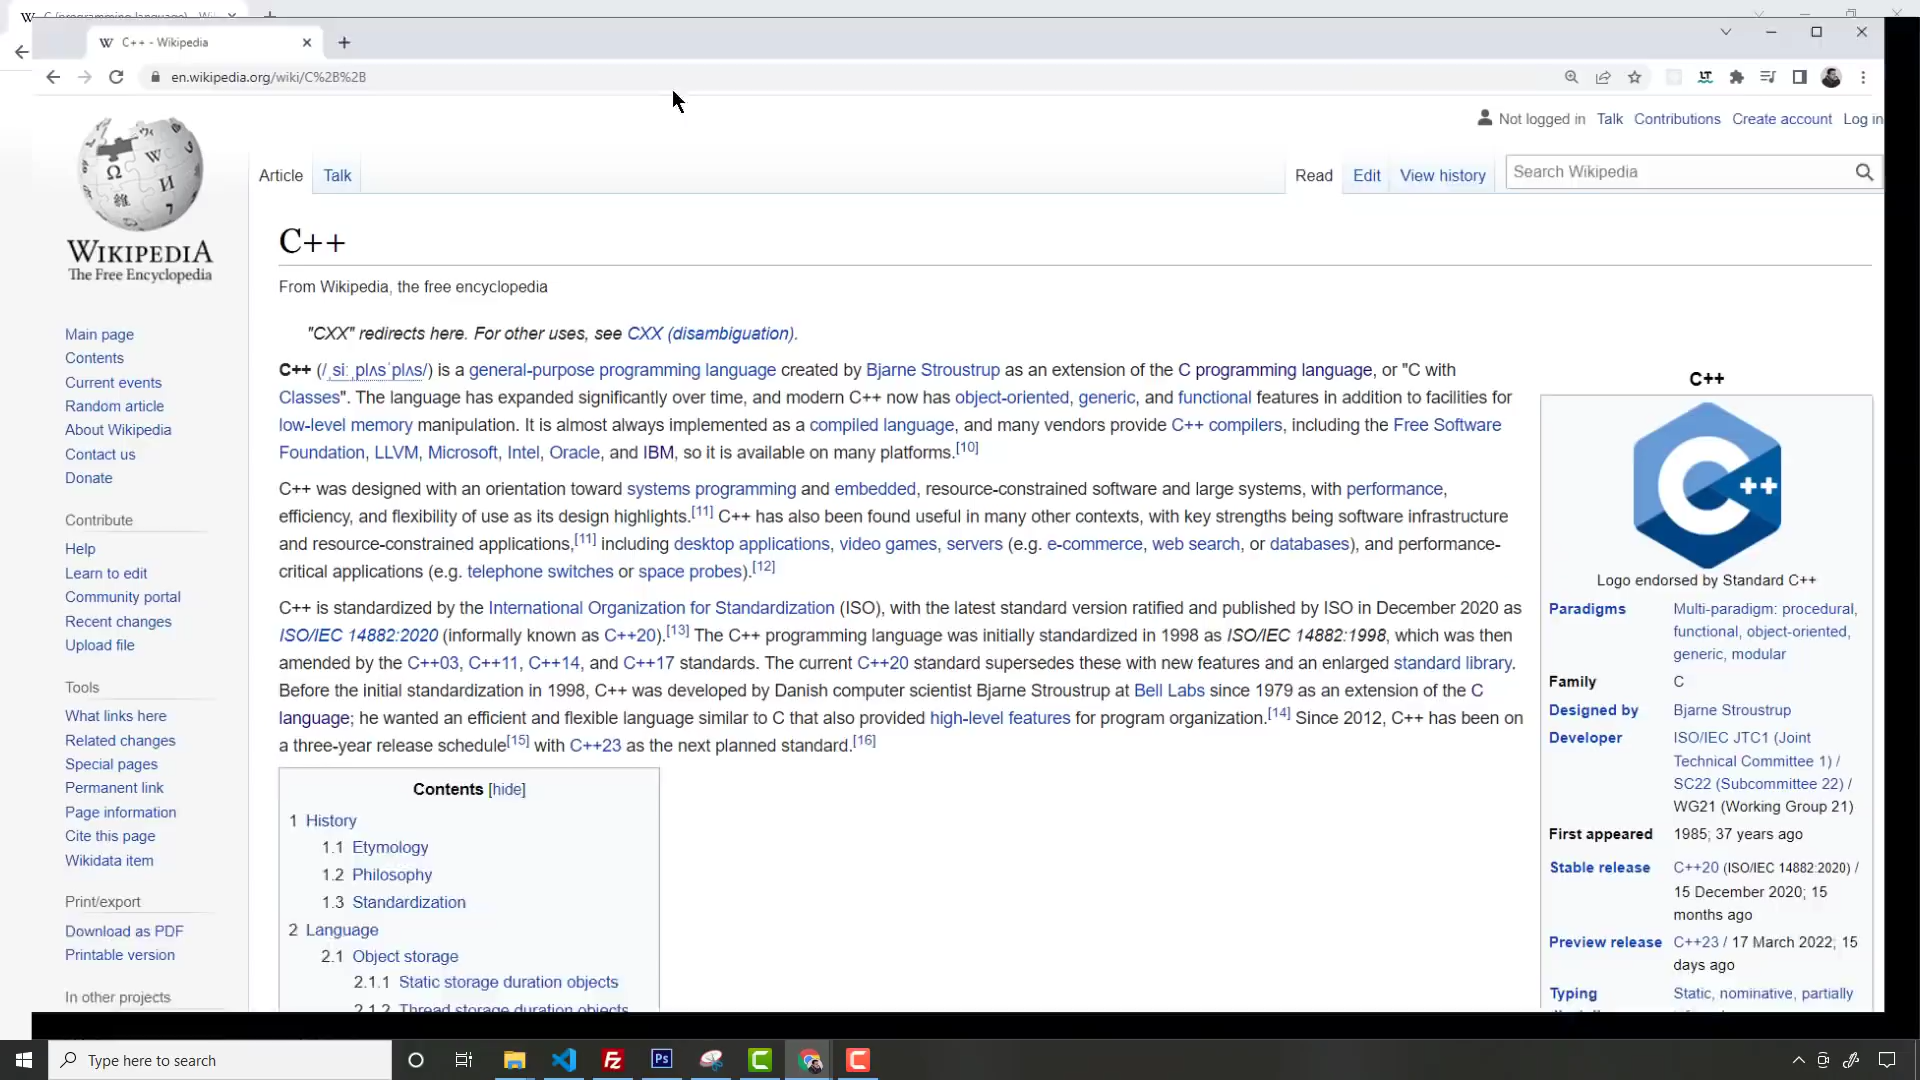 C++ - Wikipedia
en.wikipedia.org/wiki/C%2B%2B
Not logged in Talk Contributions Create account Log in
Article Talk Read Edit View history Search Wikipedia
WIKIPEDIA
The Free Encyclopedia
Main page
Contents
Current events
Random article
About Wikipedia
Contact us
Donate
Contribute
Help
Learn to edit
Community portal
Recent changes
Upload file
Tools
What links here
Related changes
Special pages
Permanent link
Page information
Cite this page
Wikidata item
Print/export
Download as PDF
Printable version
In other projects
C++
From Wikipedia, the free encyclopedia
"CXX" redirects here. For other uses, see CXX (disambiguation).
C++ (/ˌsiːˌplʌsˈplʌs/) is a general-purpose programming language created by Bjarne Stroustrup as an extension of the C programming language, or "C with
Classes". The language has expanded significantly over time, and modern C++ now has object-oriented, generic, and functional features in addition to facilities for
low-level memory manipulation. It is almost always implemented as a compiled language, and many vendors provide C++ compilers, including the Free Software
Foundation, LLVM, Microsoft, Intel, Oracle, and IBM, so it is available on many platforms.[10]
C++ was designed with an orientation toward systems programming and embedded, resource-constrained software and large systems, with performance,
efficiency, and flexibility of use as its design highlights.[11] C++ has also been found useful in many other contexts, with key strengths being software infrastructure
and resource-constrained applications,[11] including desktop applications, video games, servers (e.g. e-commerce, web search, or databases), and performance-
critical applications (e.g. telephone switches or space probes).[12]
C++ is standardized by the International Organization for Standardization (ISO), with the latest standard version ratified and published by ISO in December 2020 as
ISO/IEC 14882:2020 (informally known as C++20).[13] The C++ programming language was initially standardized in 1998 as ISO/IEC 14882:1998, which was then
amended by the C++03, C++11, C++14, and C++17 standards. The current C++20 standard supersedes these with new features and an enlarged standard library.
Before the initial standardization in 1998, C++ was developed by Danish computer scientist Bjarne Stroustrup at Bell Labs since 1979 as an extension of the C
language; he wanted an efficient and flexible language similar to C that also provided high-level features for program organization.[14] Since 2012, C++ has been on
a three-year release schedule[15] with C++23 as the next planned standard.[16]
Contents [hide]
1 History
1.1 Etymology
1.2 Philosophy
1.3 Standardization
2 Language
2.1 Object storage
2.1.1 Static storage duration objects
2.1.2 Thread storage duration objects
C++
C ++
Logo endorsed by Standard C++
Paradigms Multi-paradigm: procedural,
functional, object-oriented,
generic, modular
Family C
Designed by Bjarne Stroustrup
Developer ISO/IEC JTC1 (Joint
Technical Committee 1) /
SC22 (Subcommittee 22) /
WG21 (Working Group 21)
First appeared 1985; 37 years ago
Stable release C++20 (ISO/IEC 14882:2020) /
15 December 2020; 15
months ago
Preview release C++23 / 17 March 2022; 15
days ago
Typing Static, nominative, partially
Type here to search